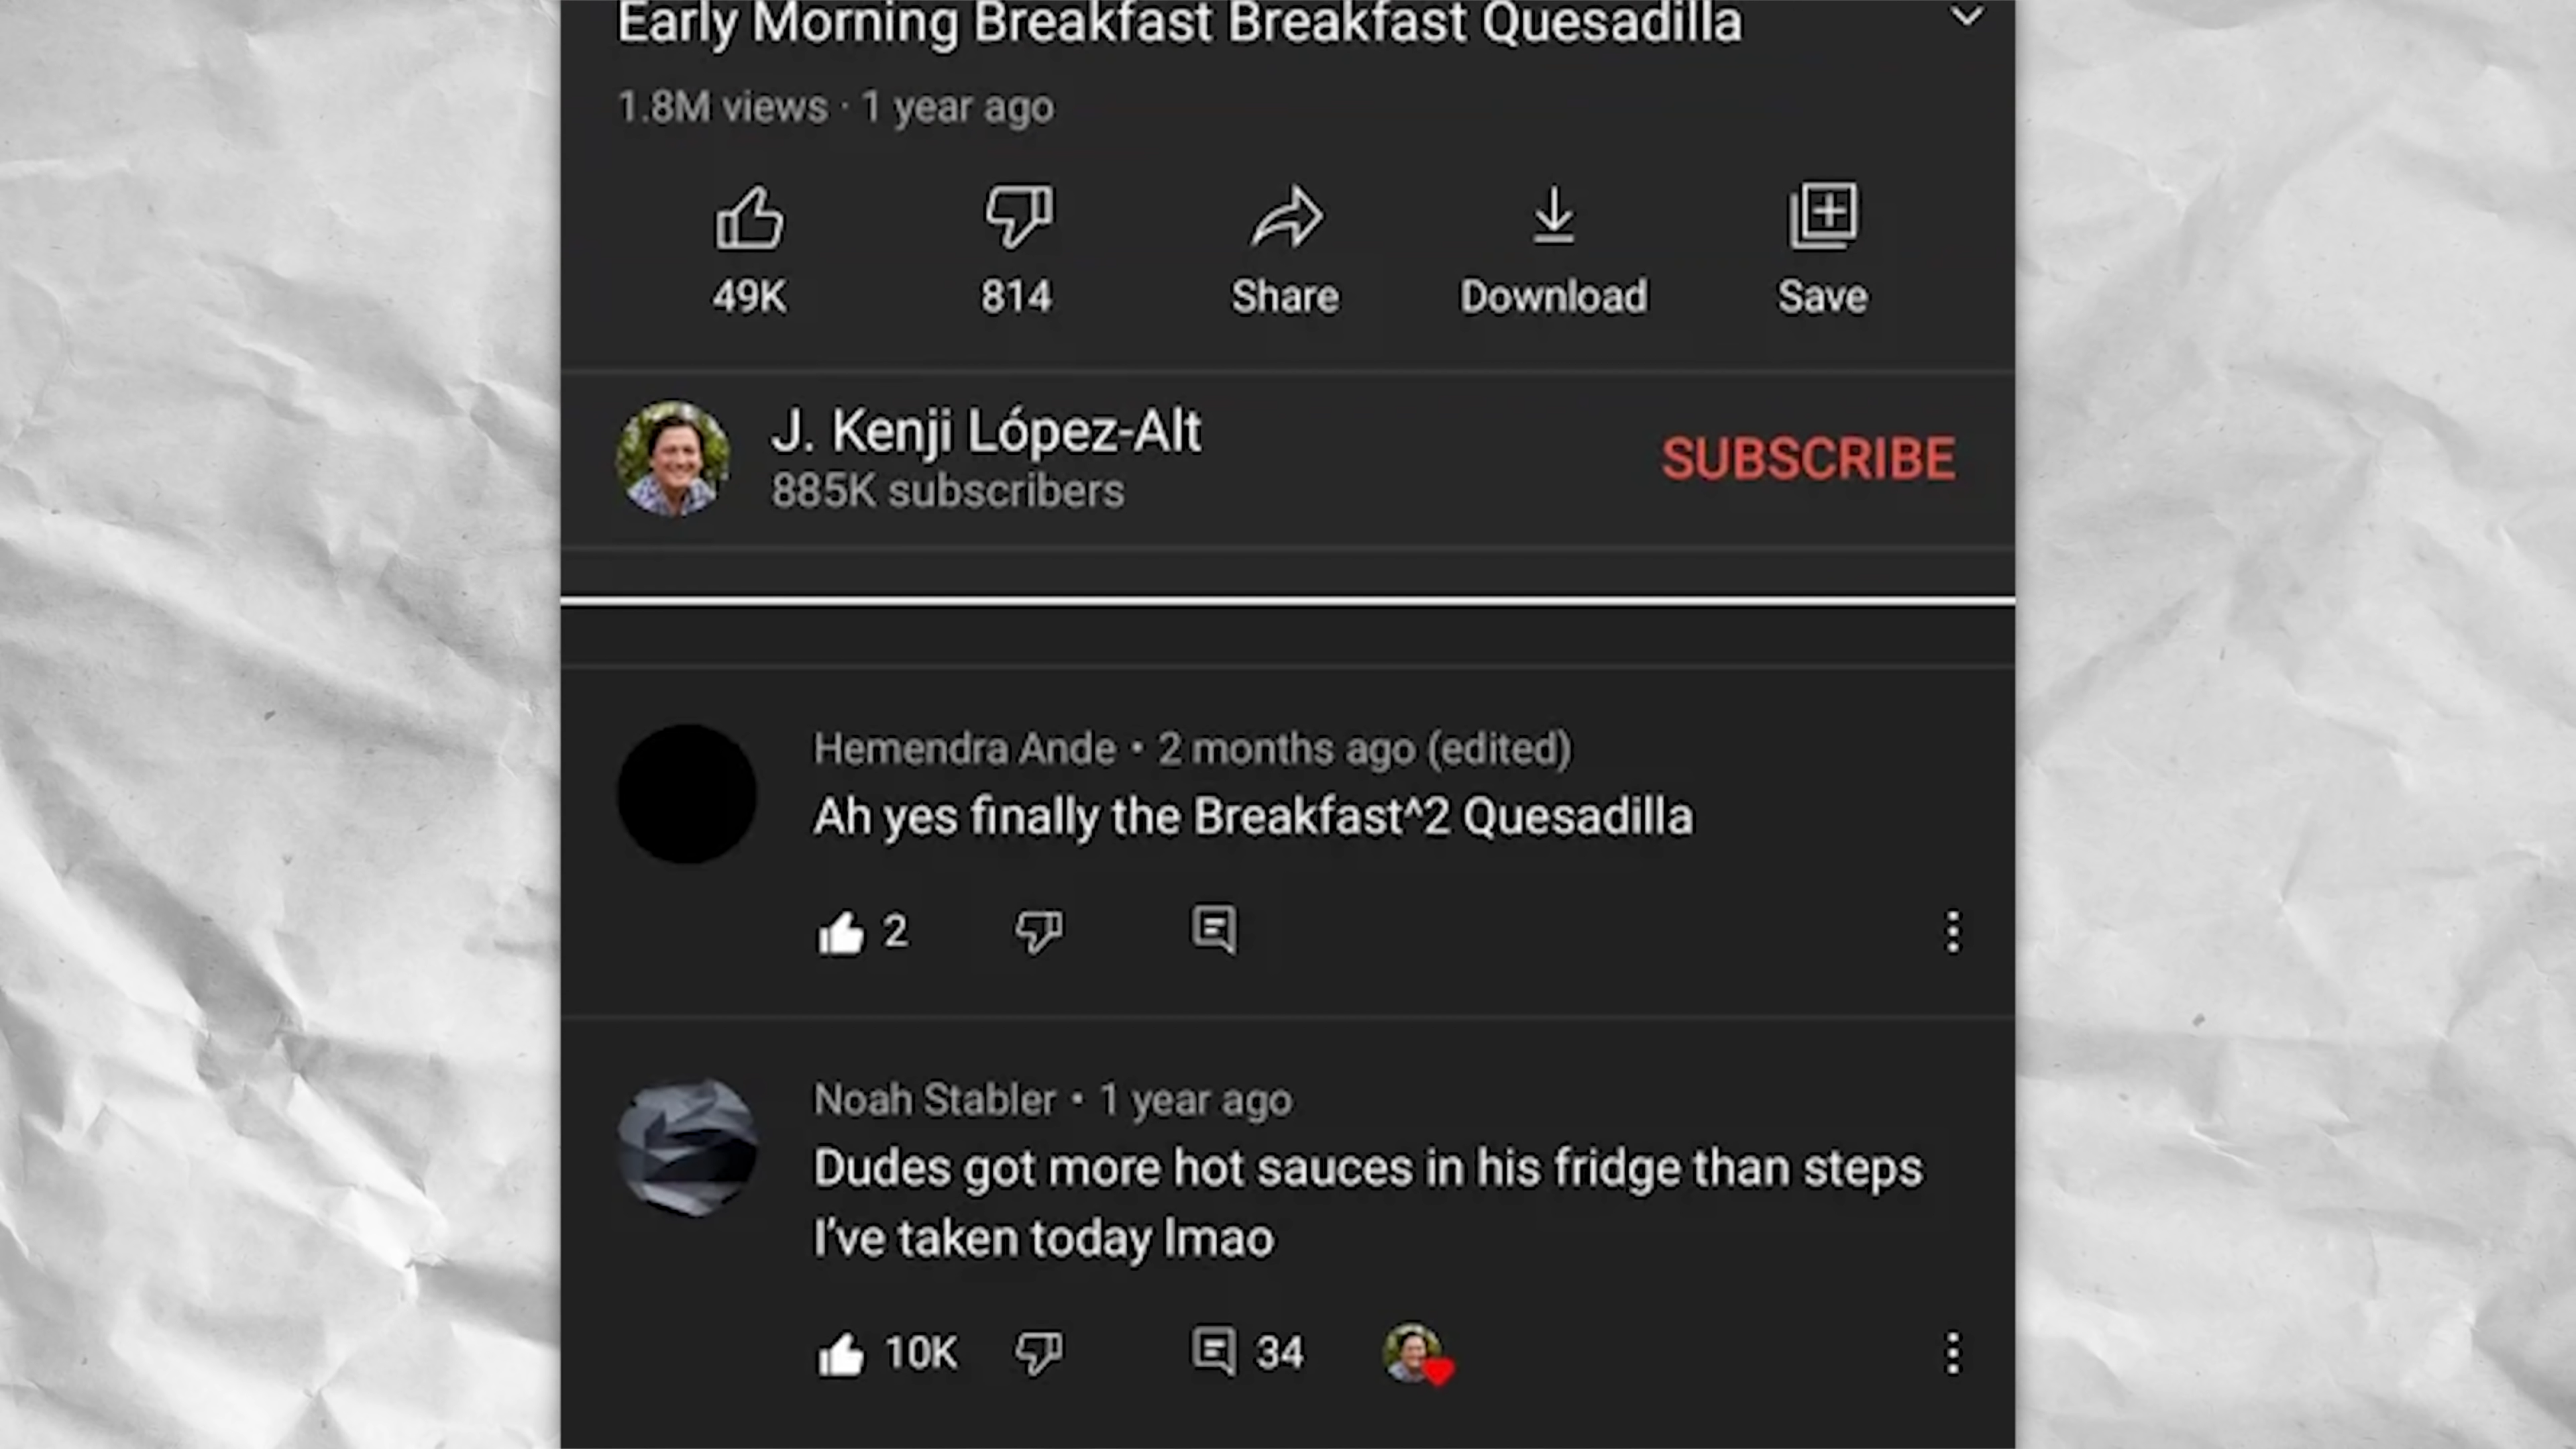 Early Morning Breakfast Breakfast Quesadilla
1.8M views · 1 year ago
49K
814
Share
Download
Save
J. Kenji López-Alt
885K subscribers
SUBSCRIBE
Hemendra Ande • 2 months ago (edited)
Ah yes finally the Breakfast^2 Quesadilla
2
Noah Stabler • 1 year ago
Dudes got more hot sauces in his fridge than steps
I've taken today lmao
10K
34